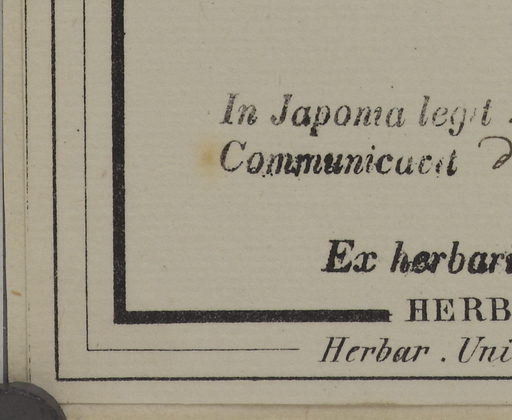 In Japonia legit
Communicavit
Ex herbari
HERB
Herbar . Uni